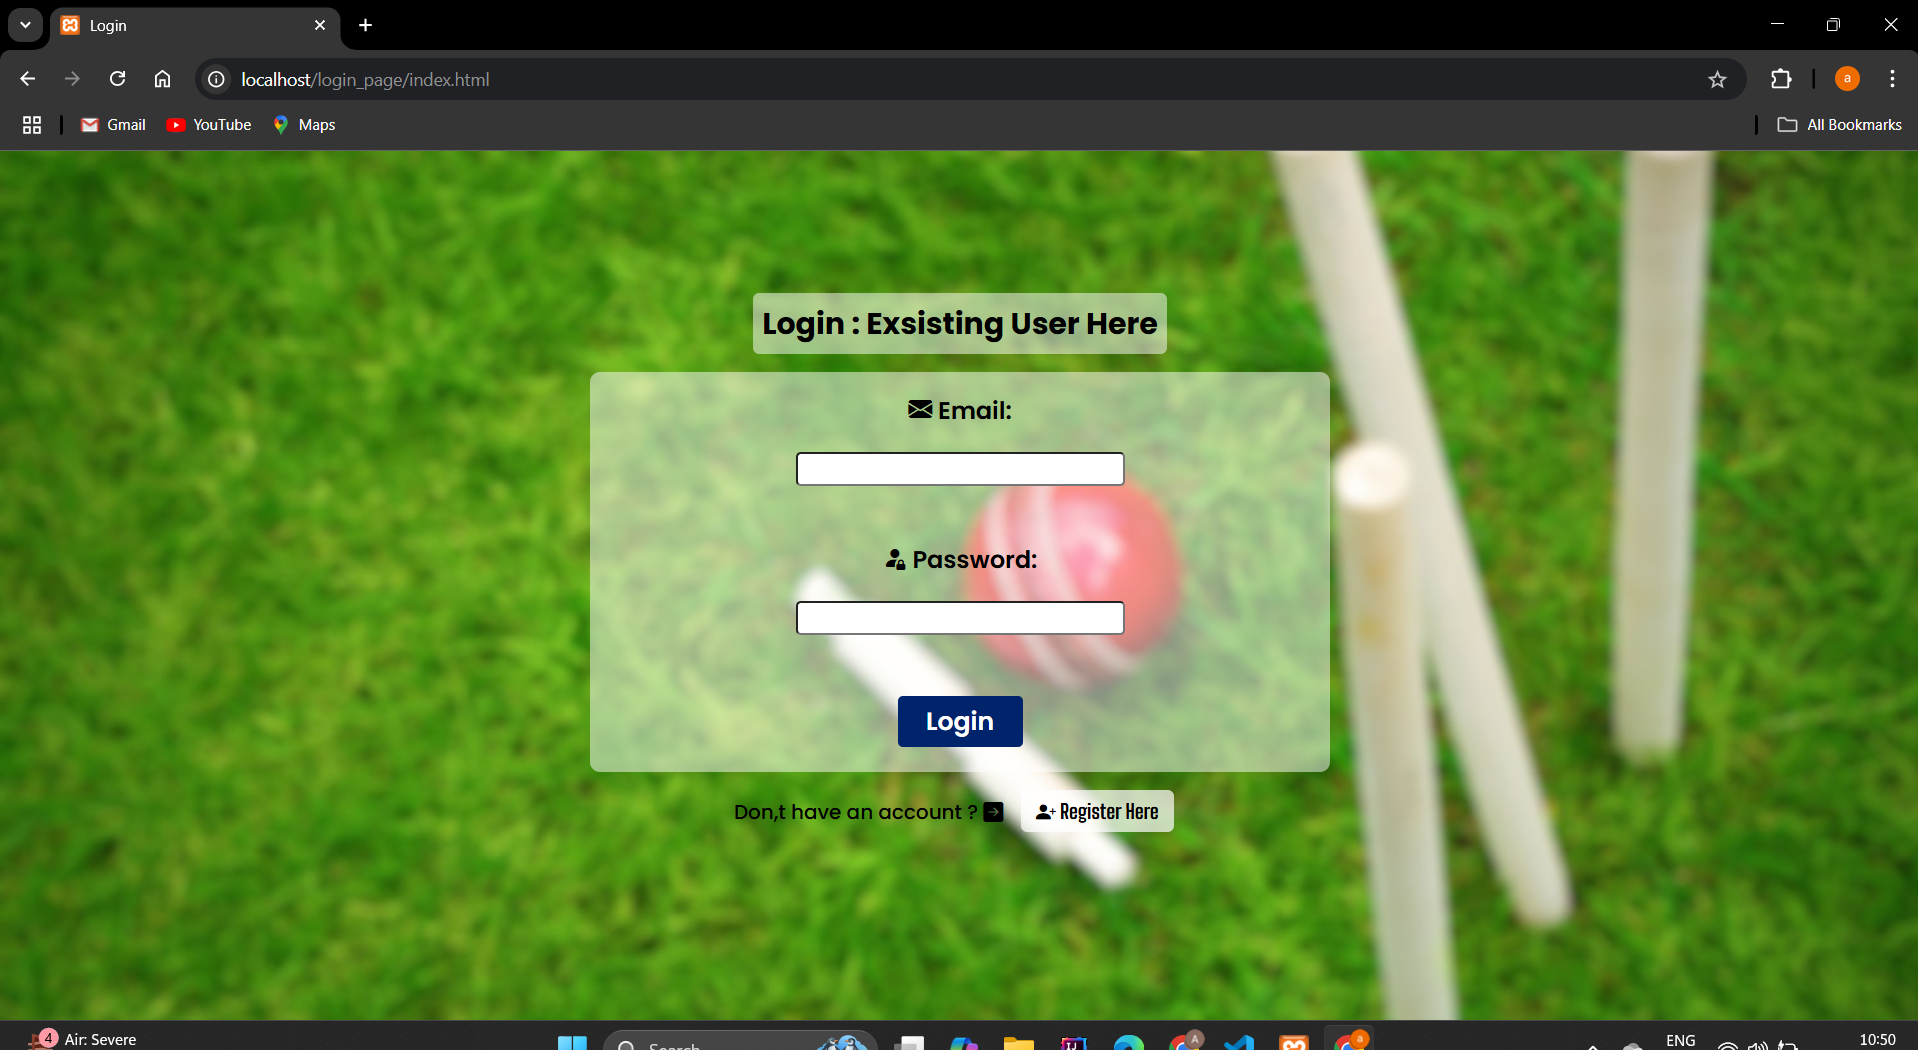 Login
localhost/login_page/index.html
a
Gmail
YouTube
Maps
All Bookmarks
Login : Exsisting User Here
Email:
Password:
Login
Don,t have an account ?
Register Here
4
Air: Severe
Search
A
a
ENG
10:50